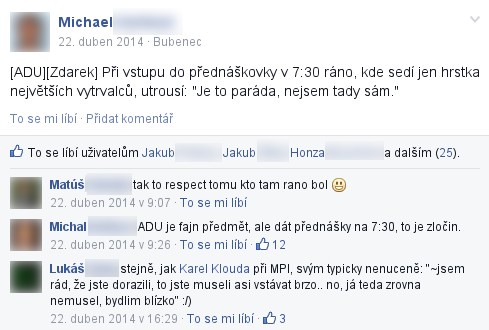 Michael
22. duben 2014 · Bubenec
[ADU][Zdarek] Při vstupu do přednáškovky v 7:30 ráno, kde sedí jen hrstka
největších vytrvalců, utrousí: "Je to paráda, nejsem tady sám."
To se mi líbí · Přidat komentář
To se líbí uživatelům Jakub Jakub Honza a dalším (25).
Matúš tak to respect tomu kto tam rano bol
22. duben 2014 v 9:07 · To se mi líbí
Michal ADU je fajn předmět, ale dát přednášky na 7:30, to je zločin.
22. duben 2014 v 9:26 · To se mi líbí · 12
Lukáš stejně, jak Karel Klouda při MPI, svým typicky nenuceně: "~jsem
rád, že jste dorazili, to jste museli asi vstávat brzo.. no, já teda zrovna
nemusel, bydlim blízko" :/)
22. duben 2014 v 16:29 · To se mi líbí · 3